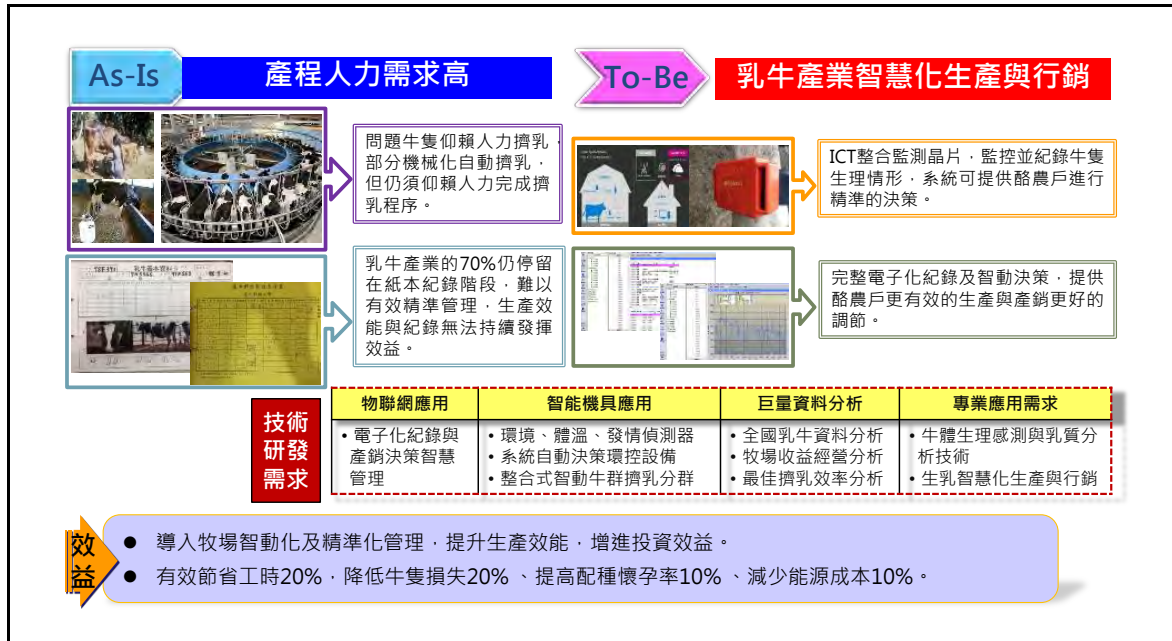 As-Is
產程人力需求高
To-Be
乳牛產業智慧化生產與行銷
問題牛隻仰賴人力擠乳，
部分機械化自動擠乳，
但仍須仰賴人力完成擠
乳程序。
ICT整合監測晶片，監控並紀錄牛隻
生理情形，系統可提供酪農戶進行
精準的決策。
乳牛產業的70%仍停留
在紙本紀錄階段，難以
有效精準管理，生產效
能與紀錄無法持續發揮
效益。
完整電子化紀錄及智動決策，提供
酪農戶更有效的生產與產銷更好的
調節。
技術
研發
需求
物聯網應用
• 電子化紀錄與
產銷決策智慧
管理
智能機具應用
• 環境、體溫、發情偵測器
• 系統自動決策環控設備
• 整合式智動牛群擠乳分群
巨量資料分析
• 全國乳牛資料分析
• 牧場收益經營分析
• 最佳擠乳效率分析
專業應用需求
• 牛體生理感測與乳質分
析技術
• 生乳智慧化生產與行銷
效
益
● 導入牧場智動化及精準化管理，提升生產效能，增進投資效益。
● 有效節省工時20%，降低牛隻損失20% 、提高配種懷孕率10% 、減少能源成本10%。